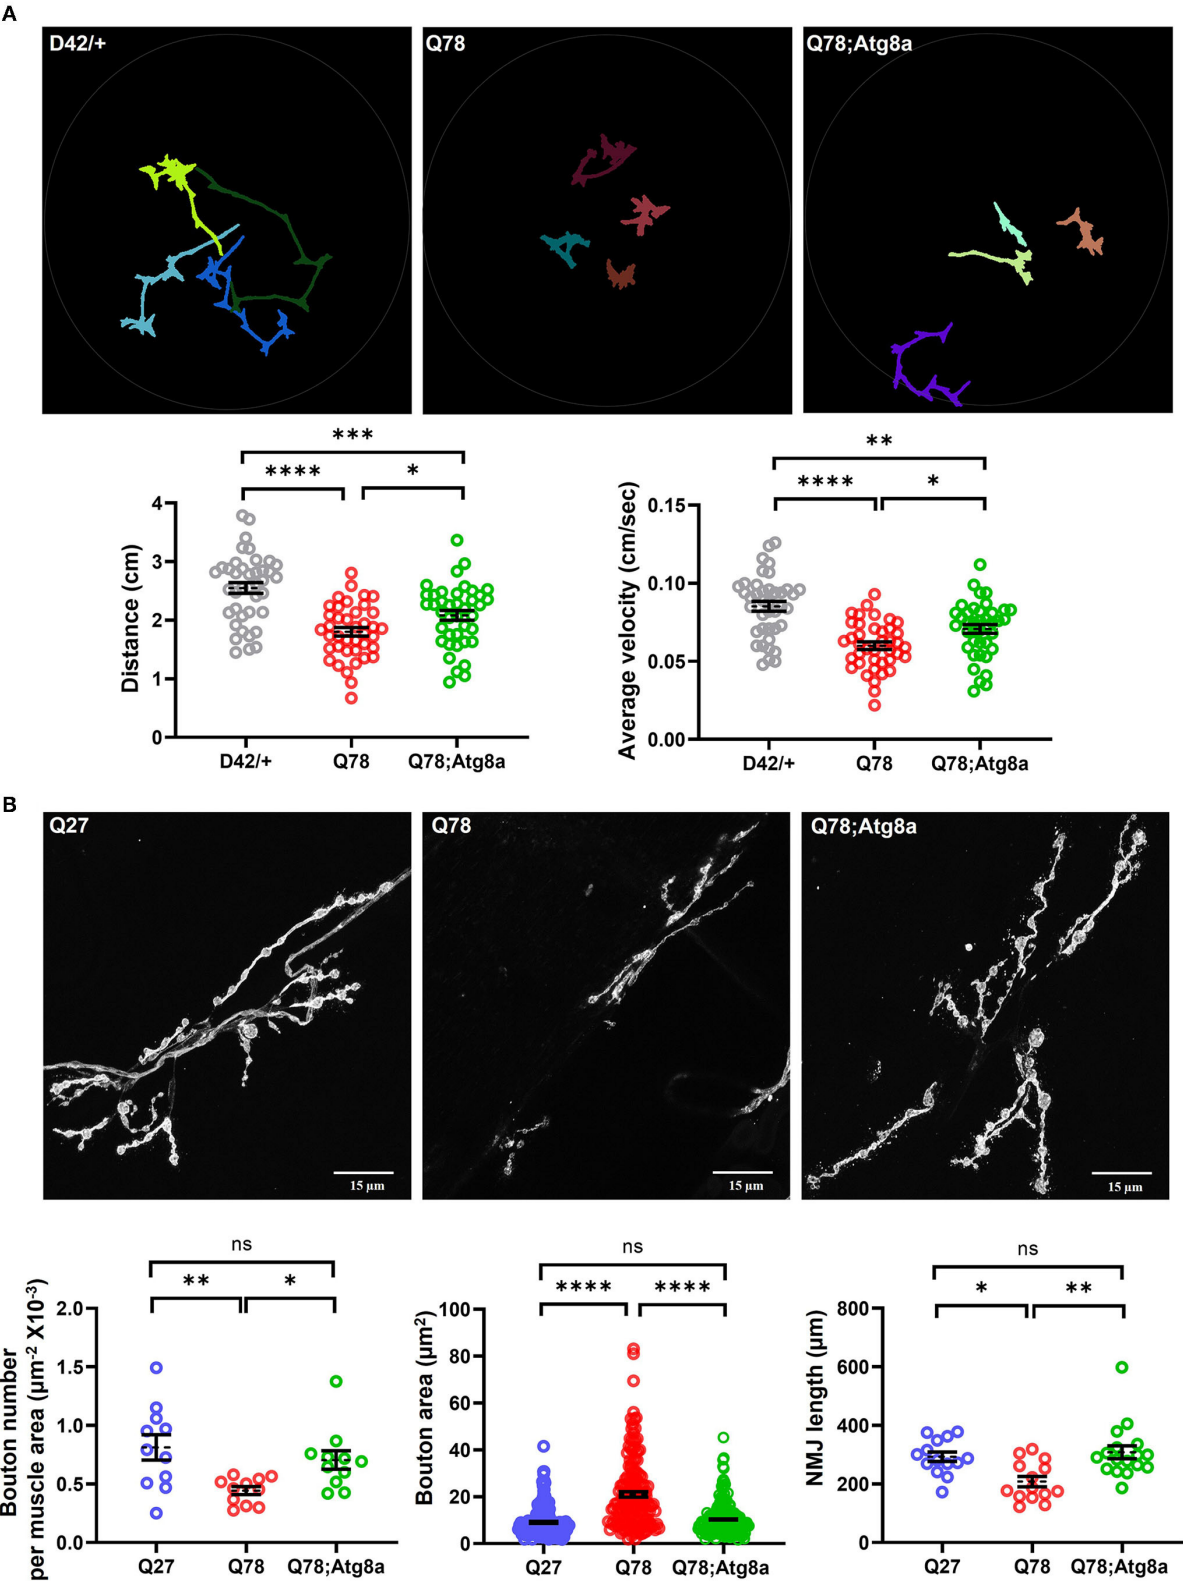 A
D42/+ Q78 Q78;Atg8a
***
**** *
Distance (cm)
4
3
2
1
0
D42/+ Q78 Q78;Atg8a
**
**** *
Average velocity (cm/sec)
0.15
0.10
0.05
0.00
D42/+ Q78 Q78;Atg8a
B
Q27 Q78 Q78;Atg8a
15 µm 15 µm 15 µm
ns
** *
Bouton number
per muscle area (µm⁻² X10⁻³)
2.0
1.5
1.0
0.5
0.0
Q27 Q78 Q78;Atg8a
ns
**** ****
Bouton area (µm²)
100
80
60
40
20
0
Q27 Q78 Q78;Atg8a
ns
* **
NMJ length (µm)
800
600
400
200
0
Q27 Q78 Q78;Atg8a